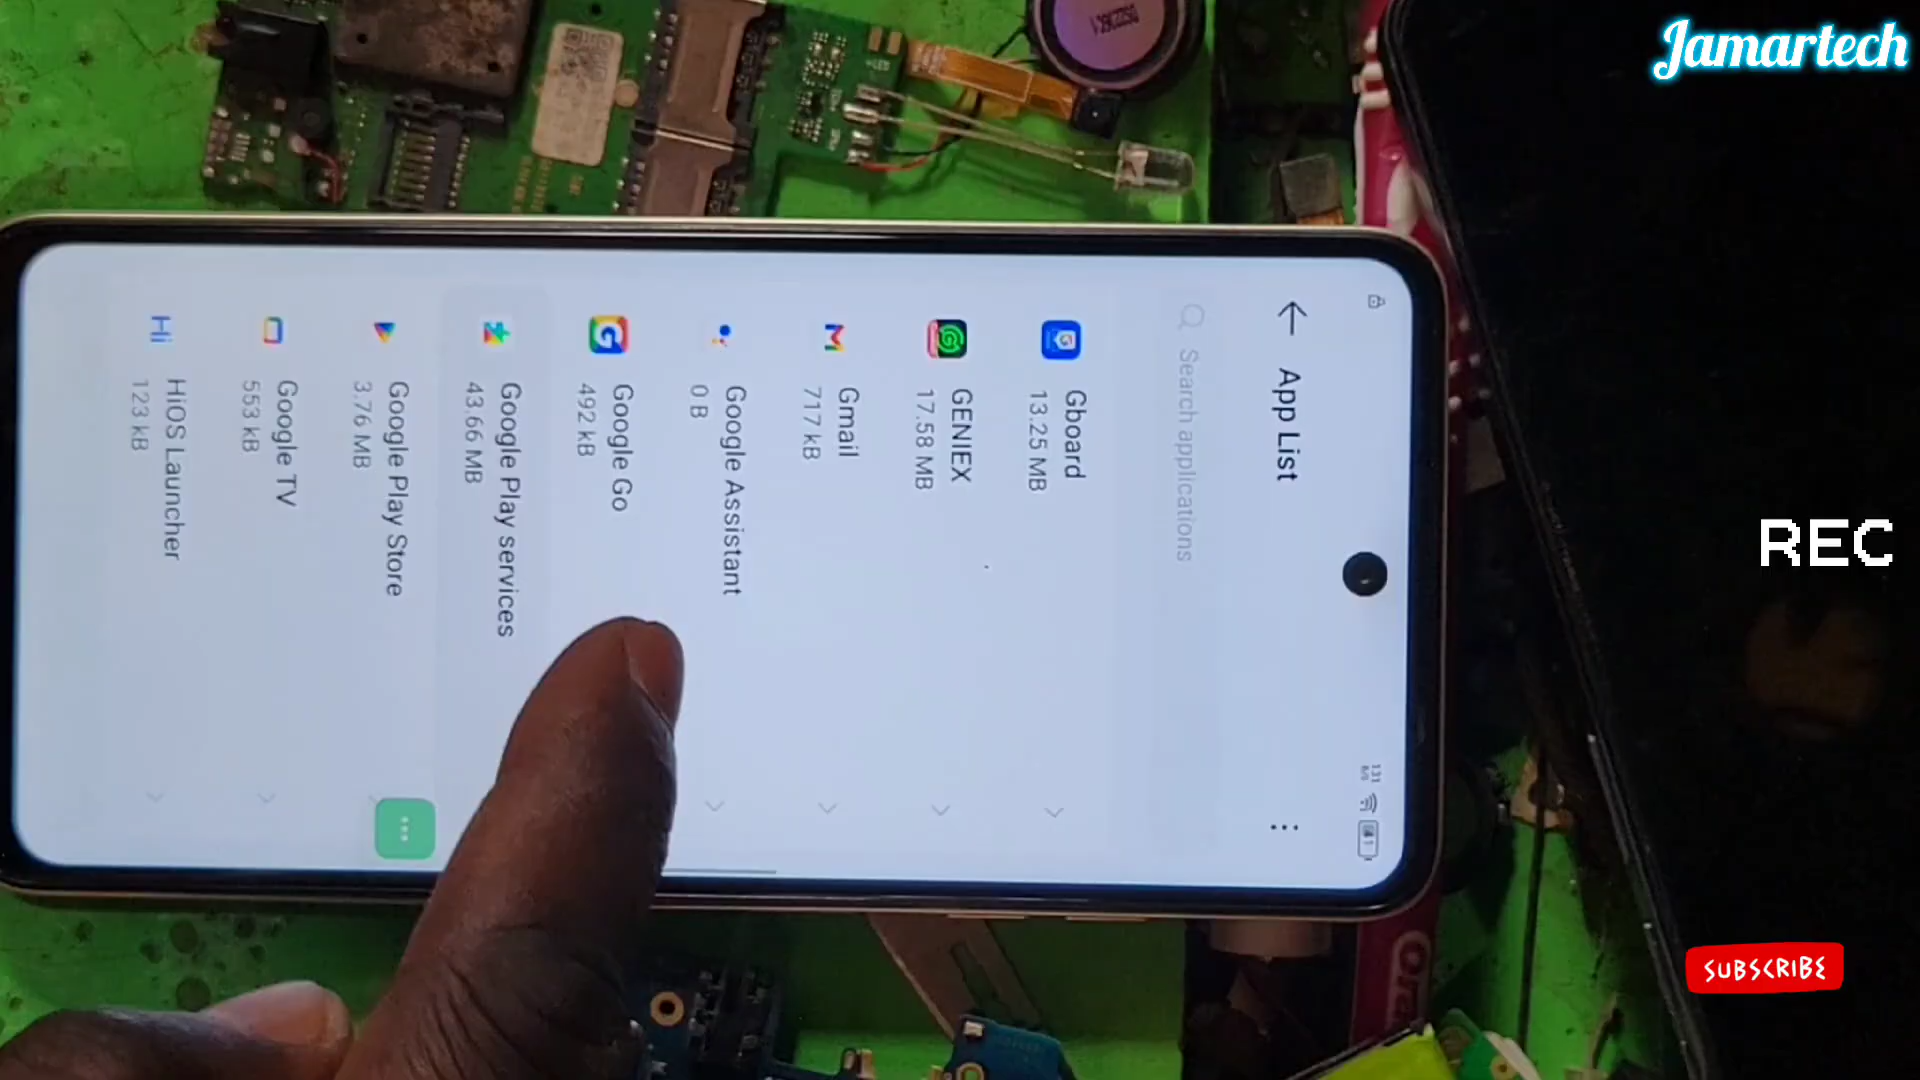 Jamartech
App List
Search applications
Gboard
13.25 MB
GENIEX
17.58 MB
Gmail
717 kB
Google Assistant
0 B
Google Go
492 kB
Google Play services
43.66 MB
Google Play Store
3.76 MB
Google TV
553 kB
Hi
HiOS Launcher
123 kB
REC
SUBSCRIBE